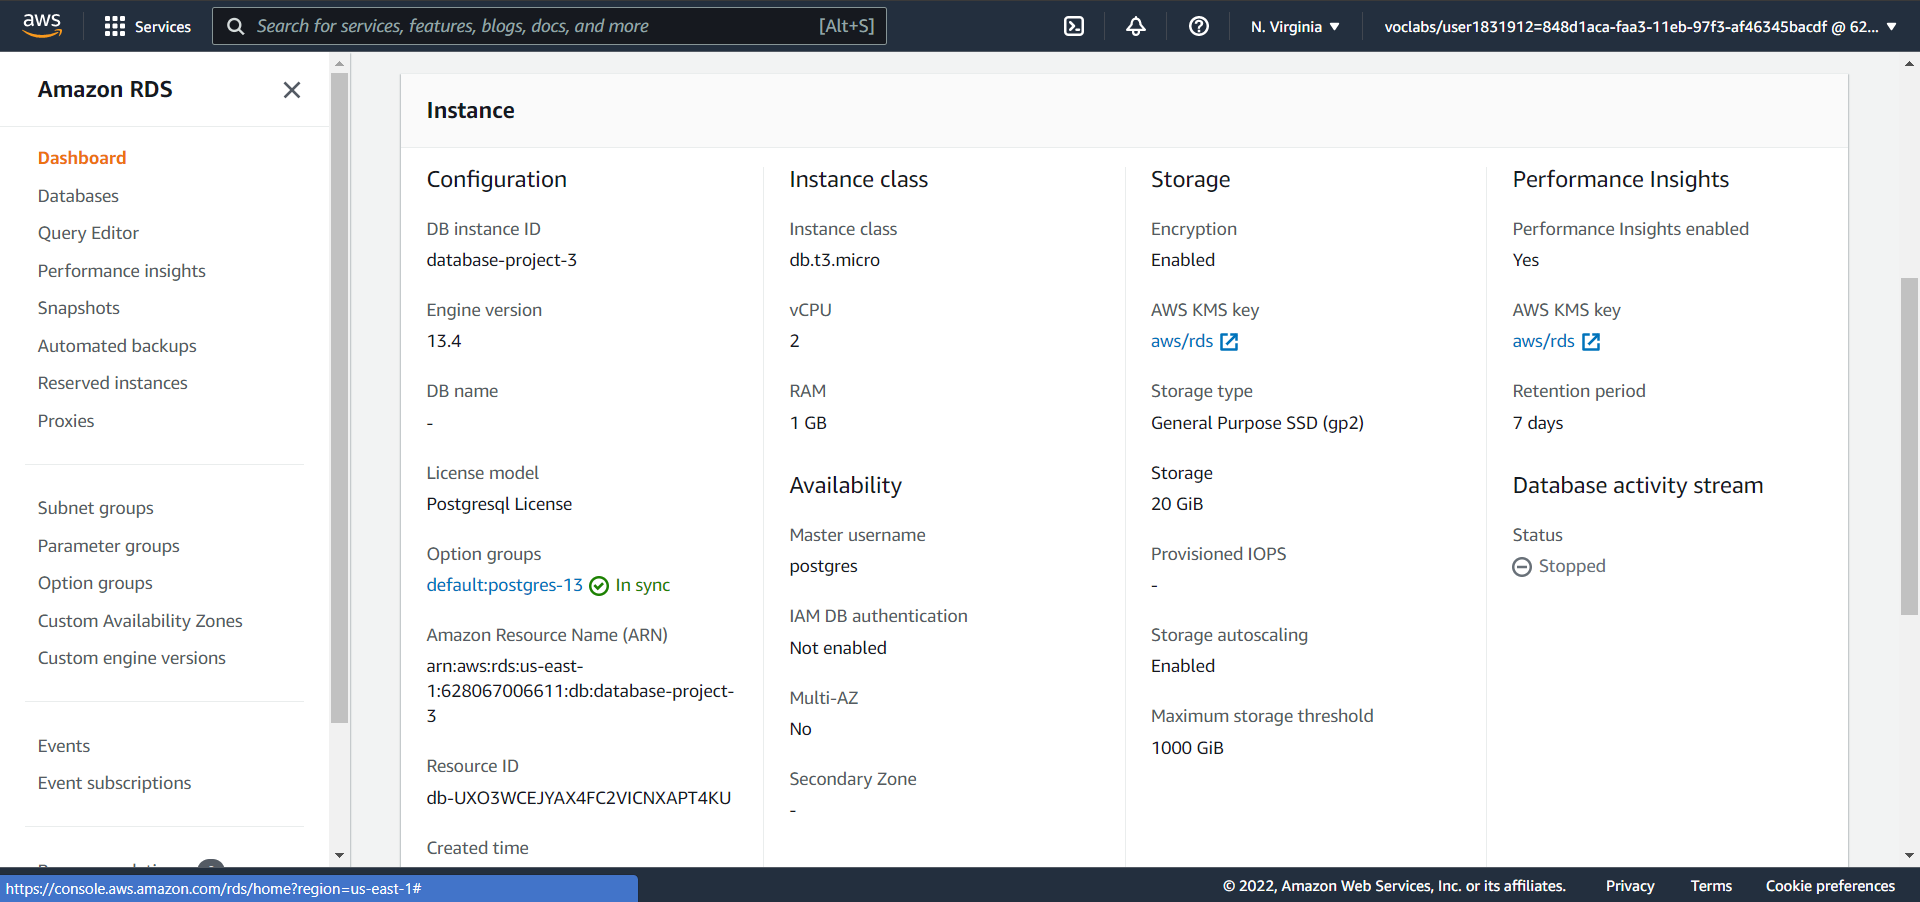 aws
Services
Search for services, features, blogs, docs, and more
[Alt+S]
N. Virginia
voclabs/user1831912=848d1aca-faa3-11eb-97f3-af46345bacdf @ 62...
Amazon RDS
Dashboard
Databases
Query Editor
Performance insights
Snapshots
Automated backups
Reserved instances
Proxies
Subnet groups
Parameter groups
Option groups
Custom Availability Zones
Custom engine versions
Events
Event subscriptions
Instance
Configuration
DB instance ID
database-project-3
Engine version
13.4
DB name
-
License model
Postgresql License
Option groups
default:postgres-13 In sync
Amazon Resource Name (ARN)
arn:aws:rds:us-east-
1:628067006611:db:database-project-
3
Resource ID
db-UXO3WCEJYAX4FC2VICNXAPT4KU
Created time
Instance class
Instance class
db.t3.micro
vCPU
2
RAM
1 GB
Availability
Master username
postgres
IAM DB authentication
Not enabled
Multi-AZ
No
Secondary Zone
-
Storage
Encryption
Enabled
AWS KMS key
aws/rds
Storage type
General Purpose SSD (gp2)
Storage
20 GiB
Provisioned IOPS
-
Storage autoscaling
Enabled
Maximum storage threshold
1000 GiB
Performance Insights
Performance Insights enabled
Yes
AWS KMS key
aws/rds
Retention period
7 days
Database activity stream
Status
Stopped
https://console.aws.amazon.com/rds/home?region=us-east-1#
© 2022, Amazon Web Services, Inc. or its affiliates.
Privacy
Terms
Cookie preferences